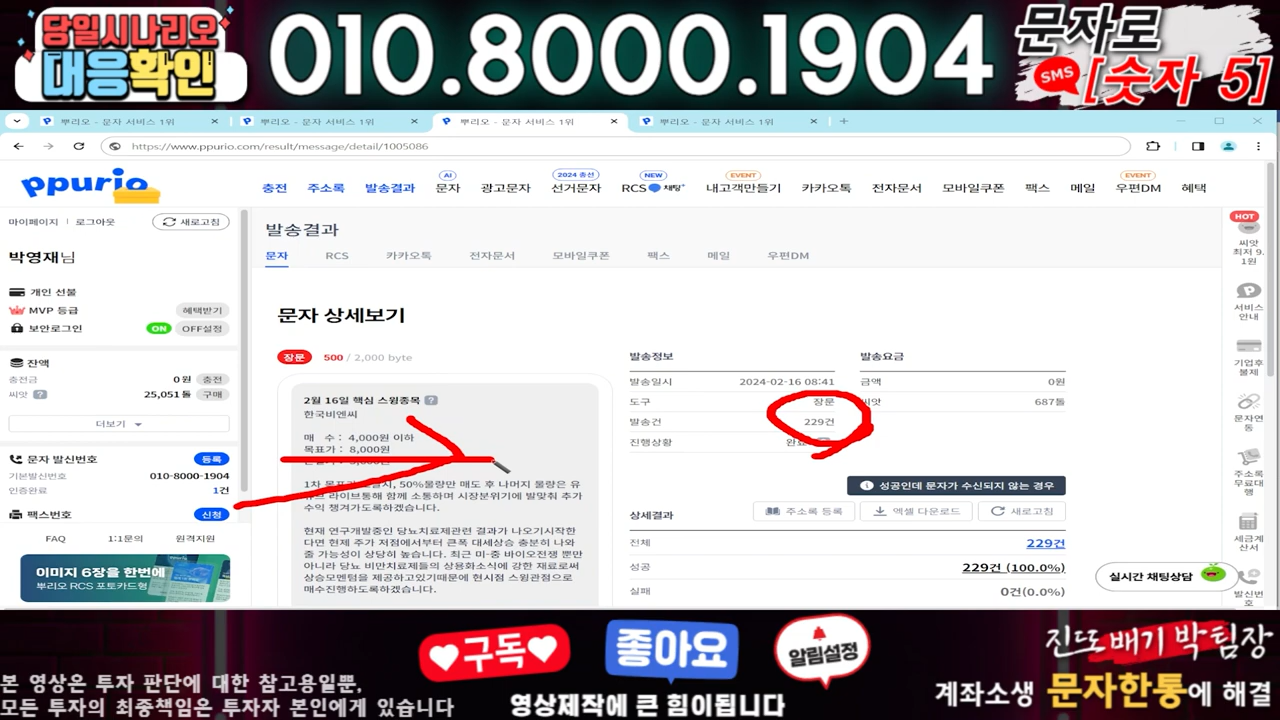 당일시나리오
대응확인
010.8000.1904
문자로
SMS [숫자 5]
뿌리오 - 문자 서비스 1위
뿌리오 - 문자 서비스 1위
뿌리오 - 문자 서비스 1위
뿌리오 - 문자 서비스 1위
https://www.ppurio.com/result/message/detail/1005086
ppurio
AI
2024 총선
NEW
EVENT
EVENT
충전 주소록 발송결과 문자 광고문자 선거문자 RCS 채팅+ 내고객만들기 카카오톡 전자문서 모바일쿠폰 팩스 메일 우편DM 혜택
마이페이지 | 로그아웃 새로고침
박영재님
개인 선불
MVP 등급 혜택받기
보안로그인 ON OFF설정
잔액
충전금 0원 충전
씨앗 ? 25,051톨 구매
더보기
문자 발신번호 등록
기본발신번호 010-8000-1904
인증완료 1건
팩스번호 신청
FAQ 1:1문의 원격지원
이미지 6장을 한번에
뿌리오 RCS 포토카드형
발송결과
문자 RCS 카카오톡 전자문서 모바일쿠폰 팩스 메일 우편DM
문자 상세보기
장문 500 / 2,000 byte
2월 16일 핵심 스윙종목 ?
한국비엔씨
매 수 : 4,000원 이하
목표가 : 8,000원
1차 목표가 50%물량만 매도 후 나머지 물량은 유
라이브통해 함께 소통하며 시장분위기에 발맞춰 추가
수익 챙겨가도록하겠습니다.
현재 연구개발중인 당뇨치료제관련 결과가 나오기시작한
다면 현재 주가 저점에서부터 큰폭 대세상승 충분히 나와
줄 가능성이 상당히 높습니다. 최근 미·중 바이오전쟁 뿐만
아니라 당뇨 비만치료제들의 상용화소식에 강한 재료로써
상승모멘텀을 제공하고있기때문에 현시점 스윙관점으로
매수진행하도록하겠습니다.
발송정보
발송일시 2024-02-16 08:41
도구 장문
발송건 229건
진행상황
발송요금
금액 0원
687톨
성공인데 문자가 수신되지 않는 경우
상세결과 주소록 등록 엑셀 다운로드 새로고침
전체 229건
성공 229건 (100.0%)
실패 0건(0.0%)
HOT
씨앗
최저 9.
1원
서비스
안내
기업후
불제
문자연
동
주소록
무료대
행
세금계
산서
발신번
호
실시간 채팅상담
구독
좋아요
알림설정
영상제작에 큰 힘이됩니다
본 영상은 투자 판단에 대한 참고용일뿐,
모든 투자의 최종책임은 투자자 본인에게 있습니다
진또배기 박팀장
계좌소생 문자한통에 해결